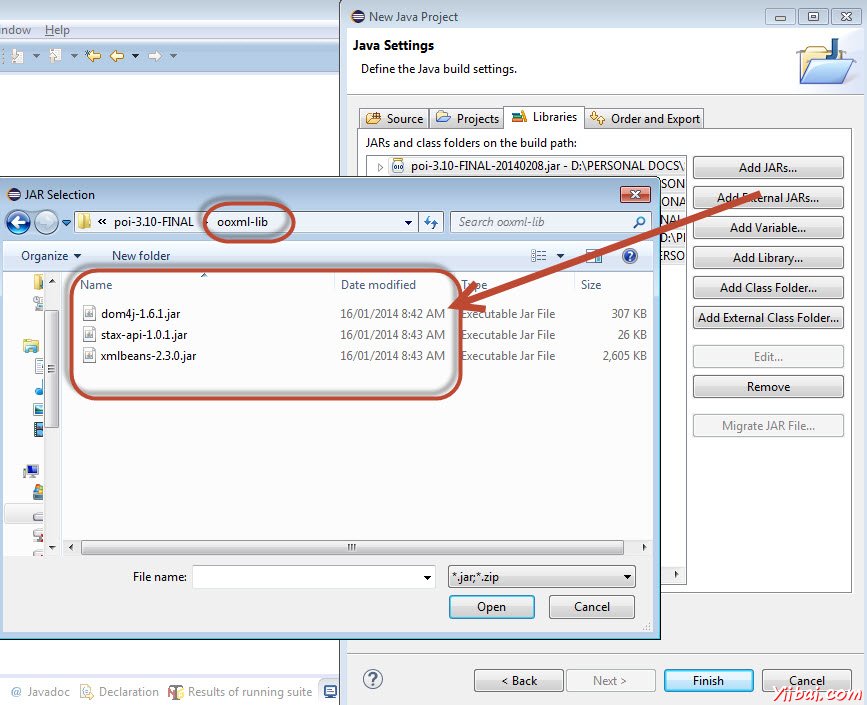 New Java Project
Window Help
Java Settings
Define the Java build settings.
Source Projects Libraries Order and Export
JARs and class folders on the build path:
poi-3.10-FINAL-20140208.jar - D:\PERSONAL DOCS\
Add JARs...
Add External JARs...
Add Variable...
Add Library...
Add Class Folder...
Add External Class Folder...
Edit...
Remove
Migrate JAR File...
JAR Selection
« poi-3.10-FINAL ooxml-lib Search ooxml-lib
Organize New folder
Name Date modified Type Size
dom4j-1.6.1.jar 16/01/2014 8:42 AM Executable Jar File 307 KB
stax-api-1.0.1.jar 16/01/2014 8:43 AM Executable Jar File 26 KB
xmlbeans-2.3.0.jar 16/01/2014 8:43 AM Executable Jar File 2,605 KB
File name: *.jar;*.zip
Open Cancel
@ Javadoc Declaration Results of running suite
< Back Next > Finish Cancel
Yiibai.com